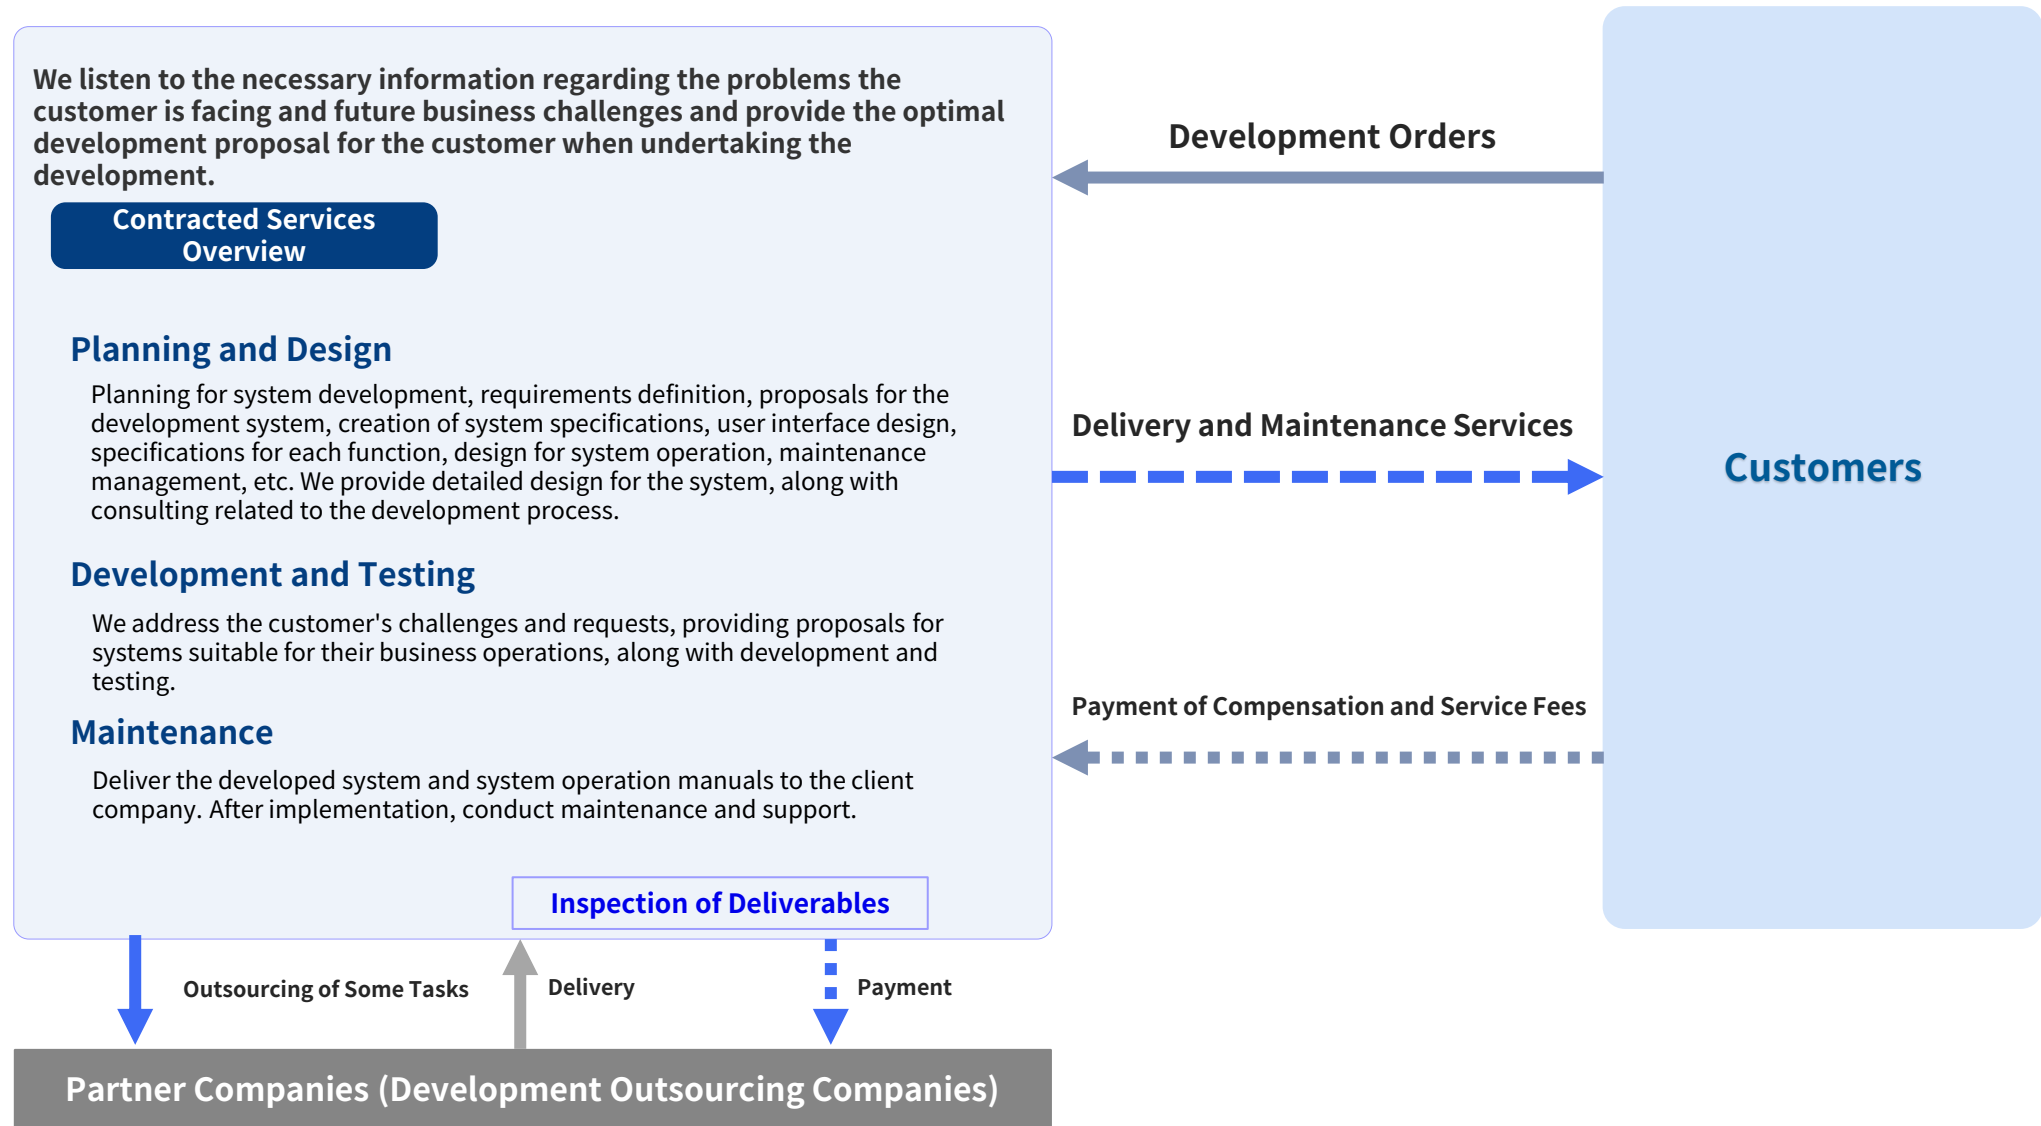 We listen to the necessary information regarding the problems the
customer is facing and future business challenges and provide the optimal
development proposal for the customer when undertaking the
development.
Contracted Services
Overview
Planning and Design
Planning for system development, requirements definition, proposals for the
development system, creation of system specifications, user interface design,
specifications for each function, design for system operation, maintenance
management, etc. We provide detailed design for the system, along with
consulting related to the development process.
Development and Testing
We address the customer's challenges and requests, providing proposals for
systems suitable for their business operations, along with development and
testing.
Maintenance
Deliver the developed system and system operation manuals to the client
company. After implementation, conduct maintenance and support.
Inspection of Deliverables
Development Orders
Delivery and Maintenance Services
Payment of Compensation and Service Fees
Customers
Outsourcing of Some Tasks
Delivery
Payment
Partner Companies (Development Outsourcing Companies)